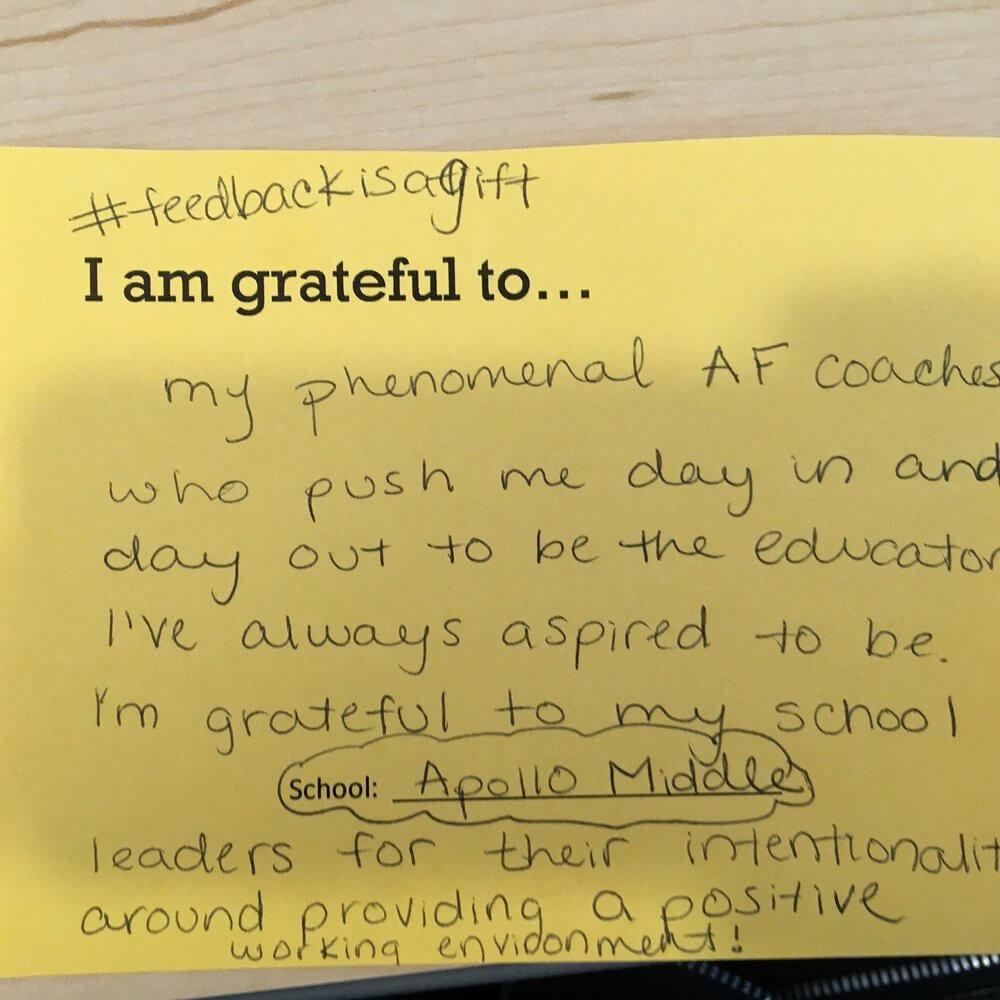 #feedbackisagift
I am grateful to...
my phenomenal AF coaches
who push me day in and
day out to be the educator
I've always aspired to be.
I'm grateful to my school
School: Apollo Middle
leaders for their intentionalit
around providing a positive
working envidonment!